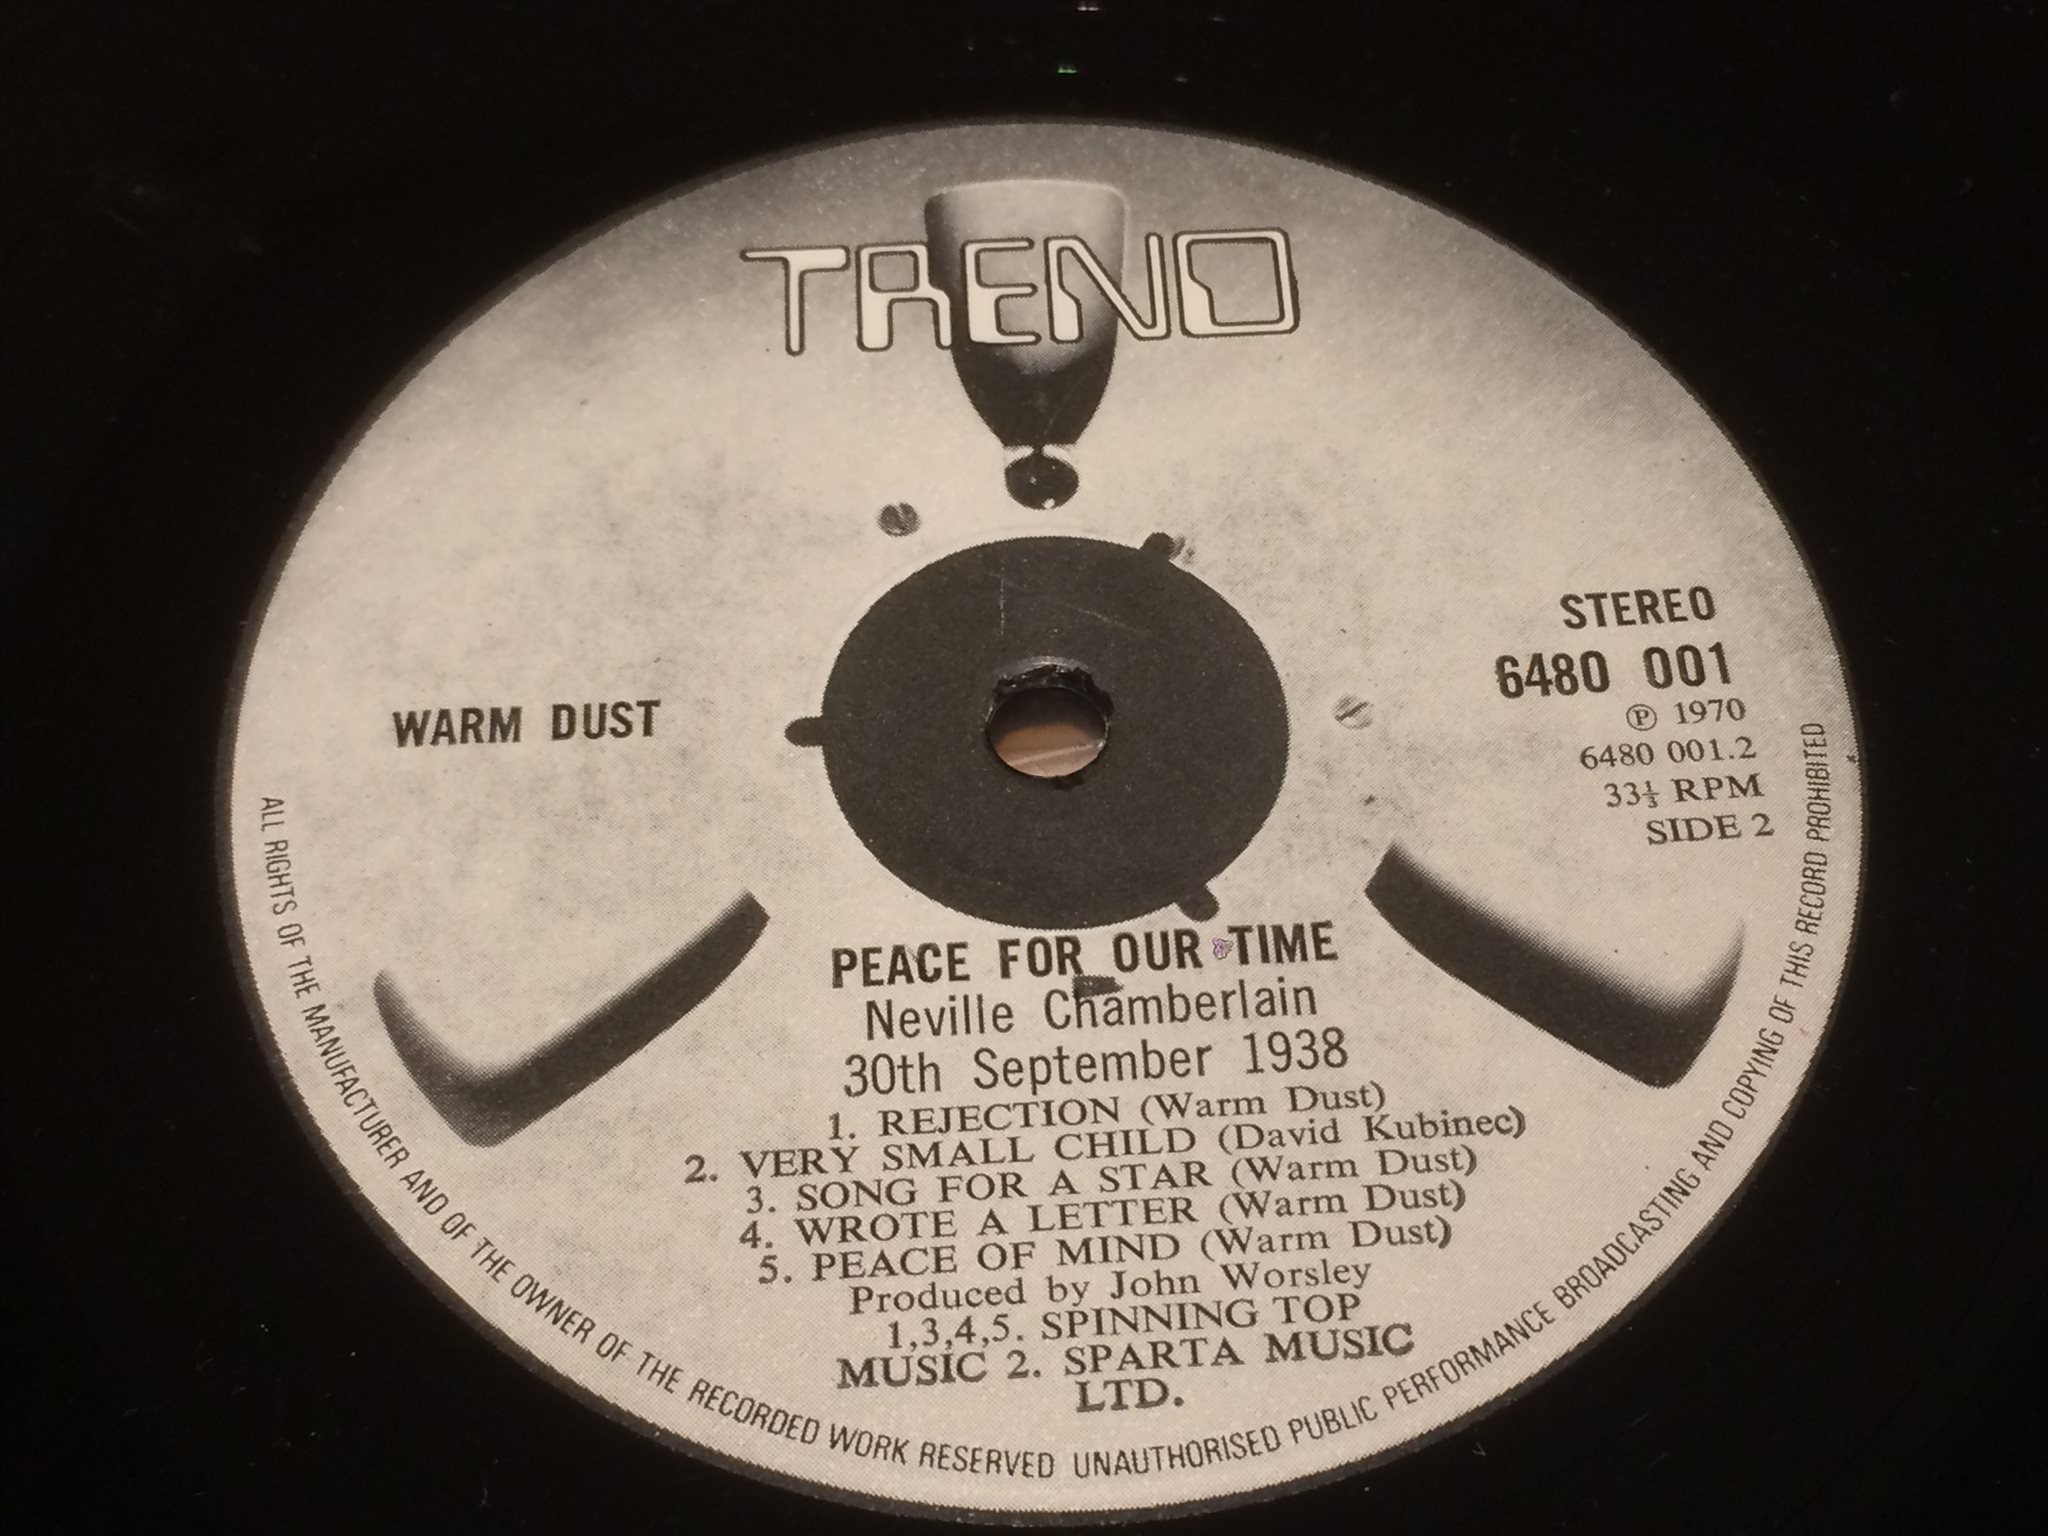 TREND
STEREO
6480 001
℗ 1970
6480 001.2
33⅓ RPM
SIDE 2
WARM DUST
PEACE FOR OUR TIME
Neville Chamberlain
30th September 1938
1. REJECTION (Warm Dust)
2. VERY SMALL CHILD (David Kubinec)
3. SONG FOR A STAR (Warm Dust)
4. WROTE A LETTER (Warm Dust)
5. PEACE OF MIND (Warm Dust)
Produced by John Worsley
1,3,4,5. SPINNING TOP
MUSIC 2. SPARTA MUSIC
LTD.
ALL RIGHTS OF THE MANUFACTURER AND OF THE OWNER OF THE RECORDED WORK RESERVED UNAUTHORISED PUBLIC PERFORMANCE BROADCASTING AND COPYING OF THIS RECORD PROHIBITED